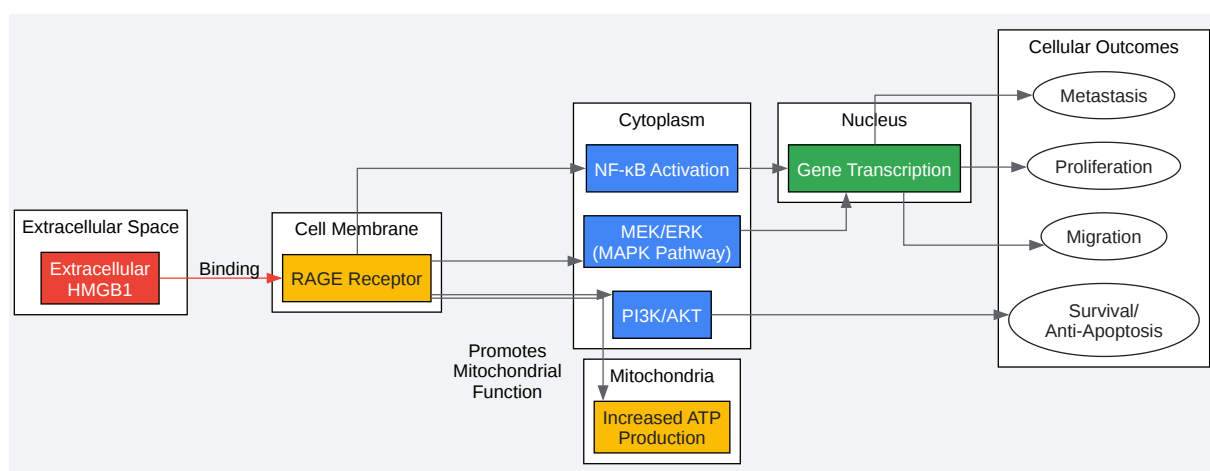 Extracellular Space
Extracellular
HMGB1
Binding
Cell Membrane
RAGE Receptor
Cytoplasm
NF-κB Activation
MEK/ERK
(MAPK Pathway)
PI3K/AKT
Promotes
Mitochondrial
Function
Mitochondria
Increased ATP
Production
Nucleus
Gene Transcription
Cellular Outcomes
Metastasis
Proliferation
Migration
Survival/
Anti-Apoptosis